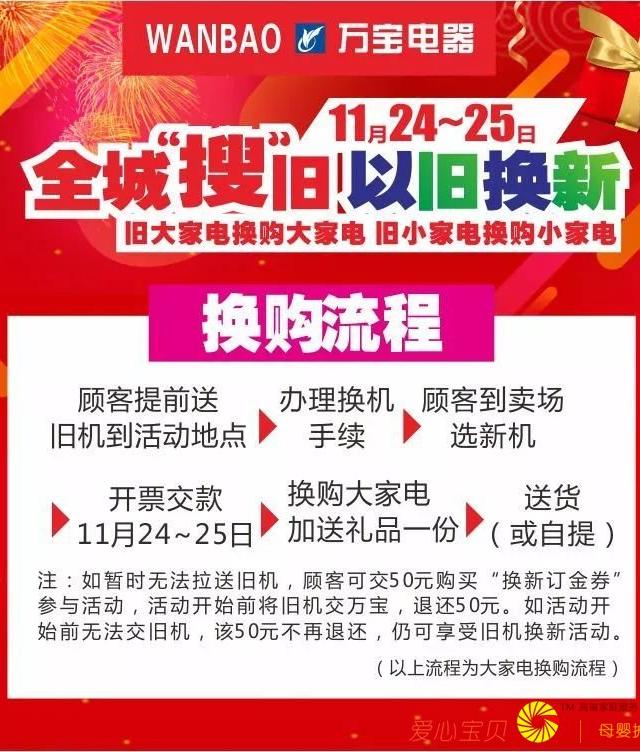 WANBAO 万宝电器
11月24~25日
全城“搜”旧 以旧换新
旧大家电换购大家电 旧小家电换购小家电
换购流程
顾客提前送
旧机到活动地点
办理换机
手续
顾客到卖场
选新机
开票交款
11月24~25日
换购大家电
加送礼品一份
送货
（或自提）
注：如暂时无法拉送旧机，顾客可交50元购买“换新订金券”
参与活动，活动开始前将旧机交万宝，退还50元。如活动开
始前无法交旧机，该50元不再退还，仍可享受旧机换新活动。
（以上流程为大家电换购流程）
爱心宝贝
母婴护